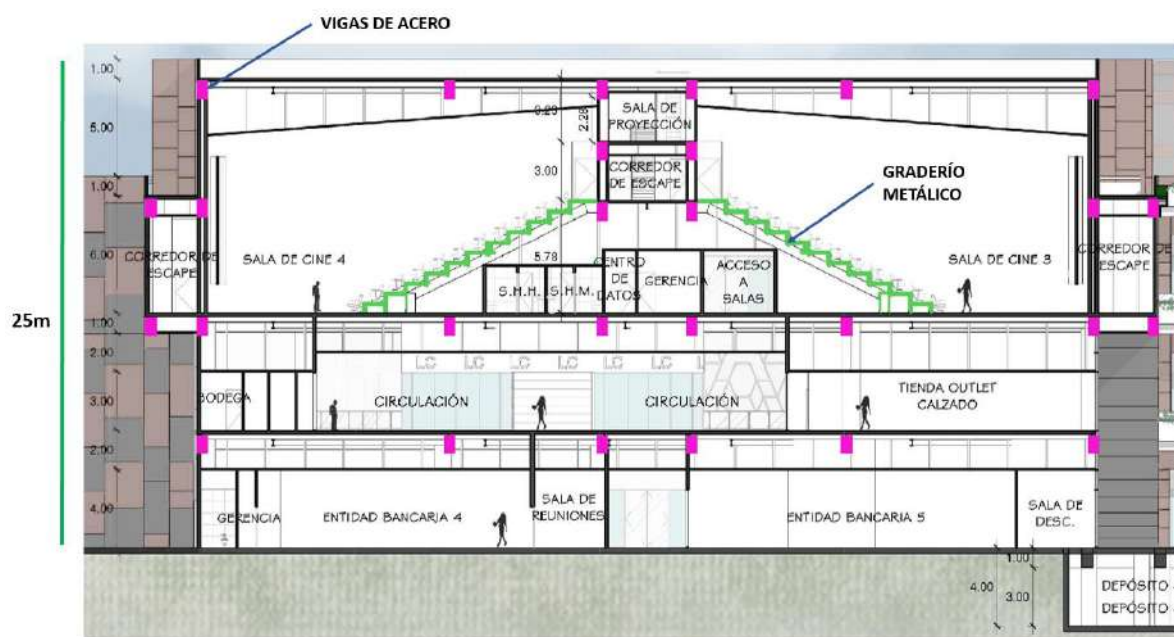 VIGAS DE ACERO
1.00
5.00
1.00
6.00
1.00
2.00
3.00
2.00
4.00
25m
2.28
3.00
5.78
SALA DE
PROYECCIÓN
CORREDOR
DE ESCAPE
GRADERÍO
METÁLICO
CORREDOR DE
ESCAPE
SALA DE CINE 4
S.H.H.
S.H.M.
CENTRO
DE
DATOS
GERENCIA
ACCESO
A
SALAS
SALA DE CINE 3
CORREDOR DE
ESCAPE
BODEGA
CIRCULACIÓN
CIRCULACIÓN
TIENDA OUTLET
CALZADO
GERENCIA
ENTIDAD BANCARIA 4
SALA DE
REUNIONES
ENTIDAD BANCARIA 5
SALA DE
DESC.
4.00
1.00
3.00
DEPÓSITO
DEPÓSITO